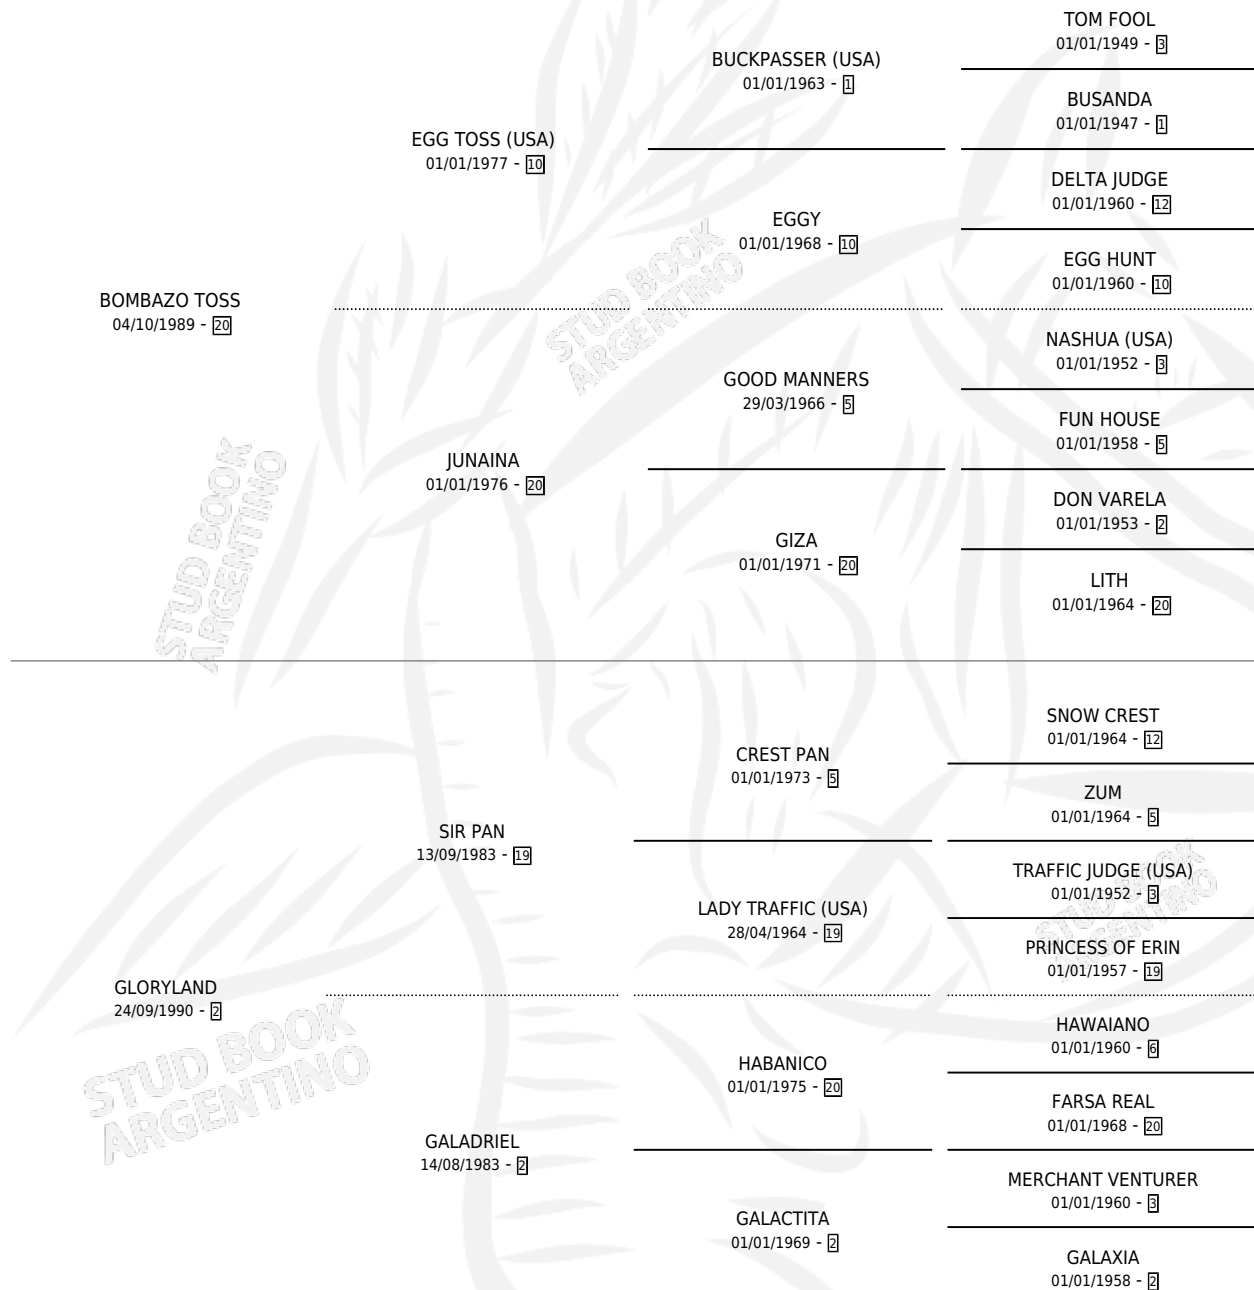 TOM FOOL
01/01/1949 - 3
BUCKPASSER (USA)
01/01/1963 - 1
BUSANDA
01/01/1947 - 1
EGG TOSS (USA)
01/01/1977 - 10
DELTA JUDGE
01/01/1960 - 12
EGGY
01/01/1968 - 10
EGG HUNT
01/01/1960 - 10
BOMBAZO TOSS
04/10/1989 - 20
STUD BOOK
ARGENTINO
NASHUA (USA)
01/01/1952 - 3
GOOD MANNERS
29/03/1966 - 5
FUN HOUSE
01/01/1958 - 5
JUNAINA
01/01/1976 - 20
DON VARELA
01/01/1953 - 2
GIZA
01/01/1971 - 20
LITH
01/01/1964 - 20
STUD BOOK
ARGENTINO
SNOW CREST
01/01/1964 - 12
CREST PAN
01/01/1973 - 5
ZUM
01/01/1964 - 5
SIR PAN
13/09/1983 - 19
TRAFFIC JUDGE (USA)
01/01/1952 - 3
LADY TRAFFIC (USA)
28/04/1964 - 19
STUD BOOK
ARGENTINO
PRINCESS OF ERIN
01/01/1957 - 19
GLORYLAND
24/09/1990 - 2
STUD BOOK
ARGENTINO
HAWAIANO
01/01/1960 - 6
HABANICO
01/01/1975 - 20
FARSA REAL
01/01/1968 - 20
GALADRIEL
14/08/1983 - 2
MERCHANT VENTURER
01/01/1960 - 3
GALACTITA
01/01/1969 - 2
GALAXIA
01/01/1958 - 2